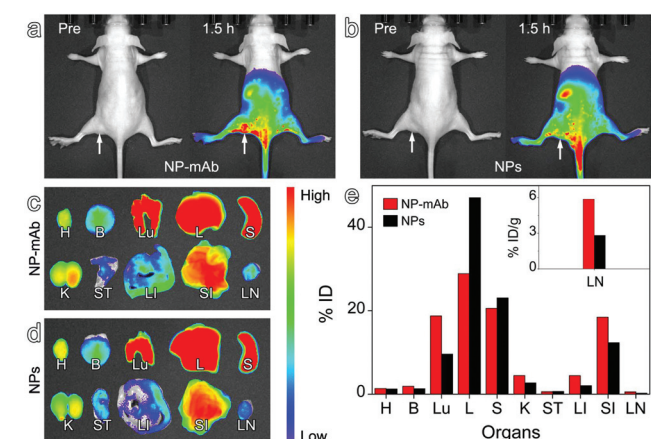 a
Pre
1.5 h
NP-mAb
b
Pre
1.5 h
NPs
c
NP-mAb
H
B
Lu
L
S
K
ST
LI
SI
LN
d
NPs
H
B
Lu
L
S
K
ST
LI
SI
LN
High
Low
e
NP-mAb
NPs
% ID
40
20
0
H B Lu L S K ST LI SI LN
Organs
% ID/g
6
3
0
LN